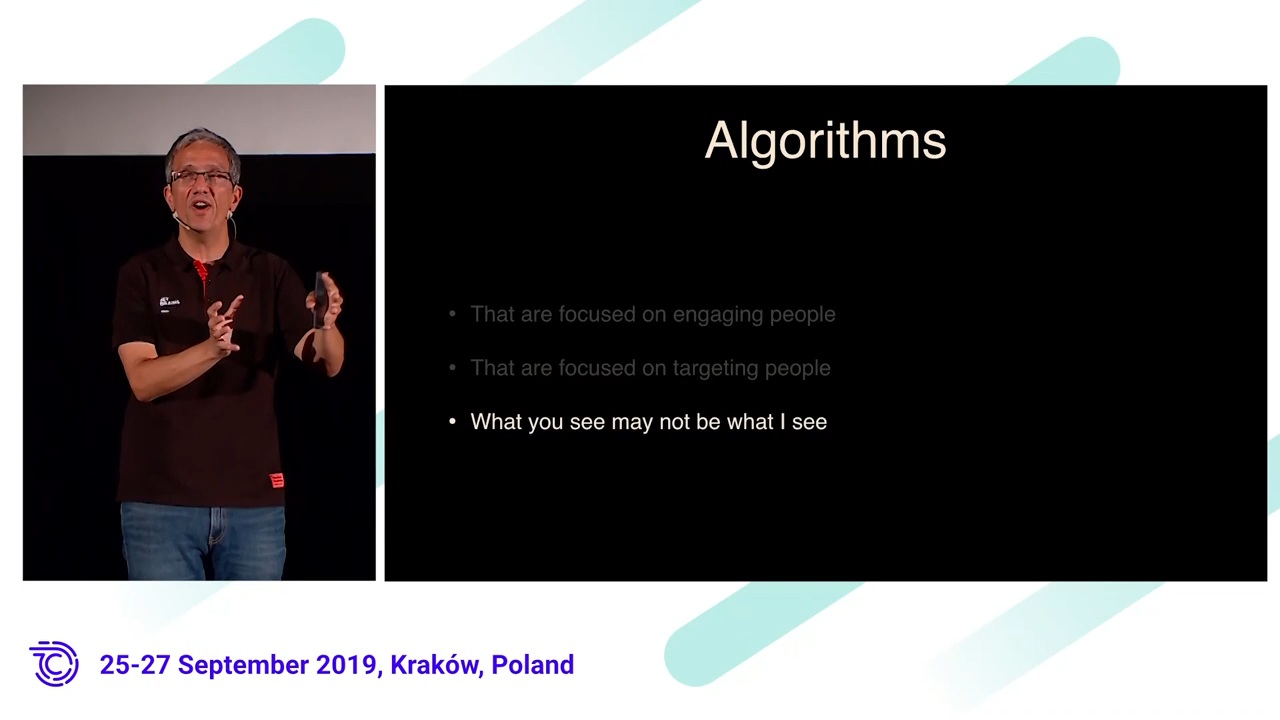 Algorithms
• That are focused on engaging people
• That are focused on targeting people
• What you see may not be what I see
25-27 September 2019, Kraków, Poland